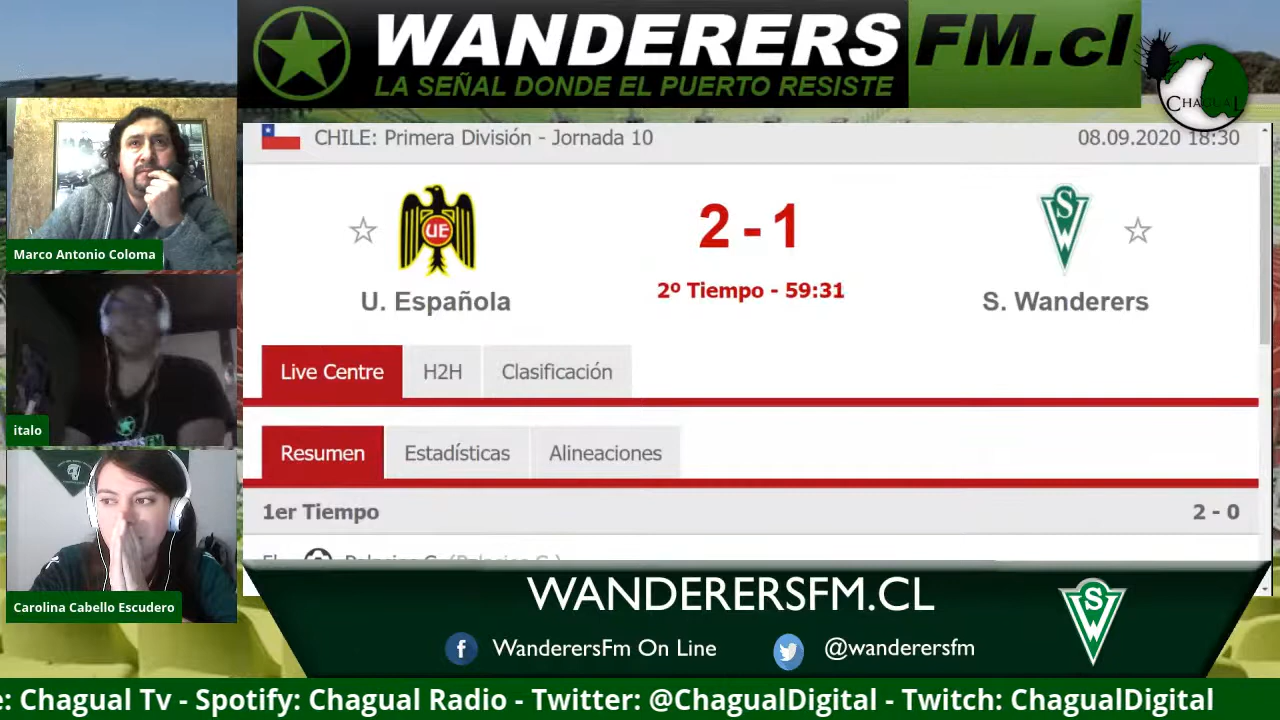 WANDERERS FM.cl
LA SEÑAL DONDE EL PUERTO RESISTE
CHAGUAL
CHILE: Primera División - Jornada 10
08.09.2020 18:30
UE
2 - 1
S
W
2º Tiempo - 59:31
U. Española
S. Wanderers
Marco Antonio Coloma
Live Centre
H2H
Clasificación
italo
Resumen
Estadísticas
Alineaciones
1er Tiempo
2 - 0
Carolina Cabello Escudero
WANDERERSFM.CL
WanderersFm On Line
@wanderersfm
S
W
e: Chagual Tv - Spotify: Chagual Radio - Twitter: @ChagualDigital - Twitch: ChagualDigital